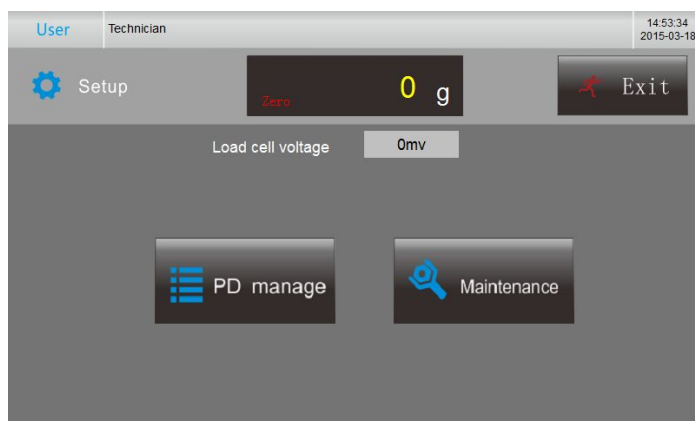 User Technician 14:53:34
2015-03-18
Setup Zero 0 g Exit
Load cell voltage 0mv
PD manage Maintenance